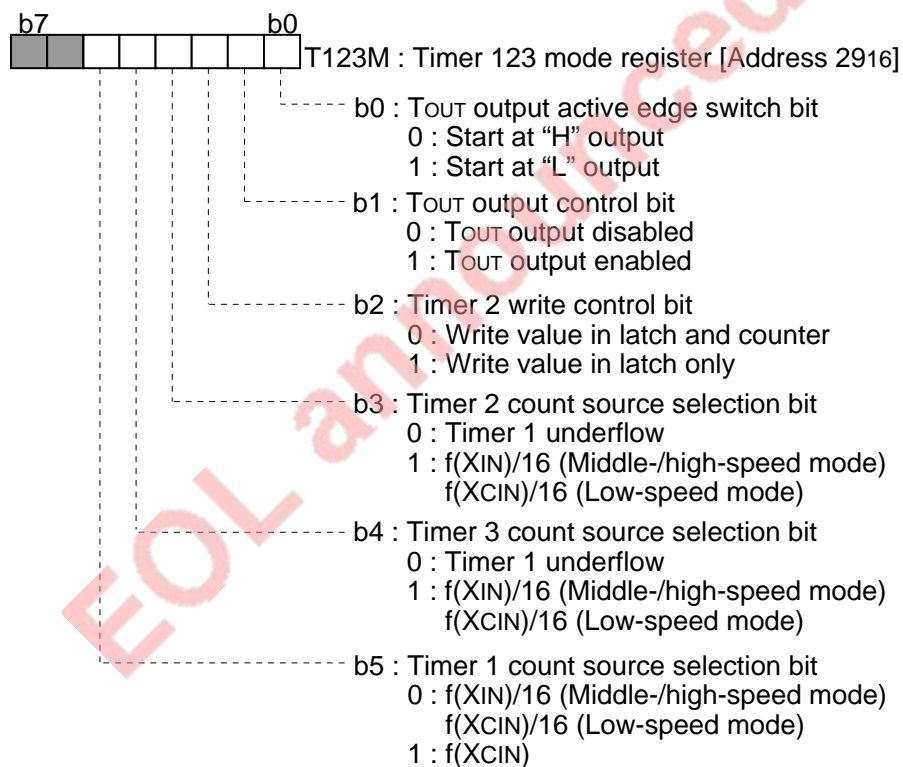 b7 b0
T123M : Timer 123 mode register [Address 2916]
b0 : TOUT output active edge switch bit
0 : Start at “H” output
1 : Start at “L” output
b1 : TOUT output control bit
0 : TOUT output disabled
1 : TOUT output enabled
b2 : Timer 2 write control bit
0 : Write value in latch and counter
1 : Write value in latch only
b3 : Timer 2 count source selection bit
0 : Timer 1 underflow
1 : f(XIN)/16 (Middle-/high-speed mode)
f(XCIN)/16 (Low-speed mode)
b4 : Timer 3 count source selection bit
0 : Timer 1 underflow
1 : f(XIN)/16 (Middle-/high-speed mode)
f(XCIN)/16 (Low-speed mode)
b5 : Timer 1 count source selection bit
0 : f(XIN)/16 (Middle-/high-speed mode)
f(XCIN)/16 (Low-speed mode)
1 : f(XCIN)
EOL announced